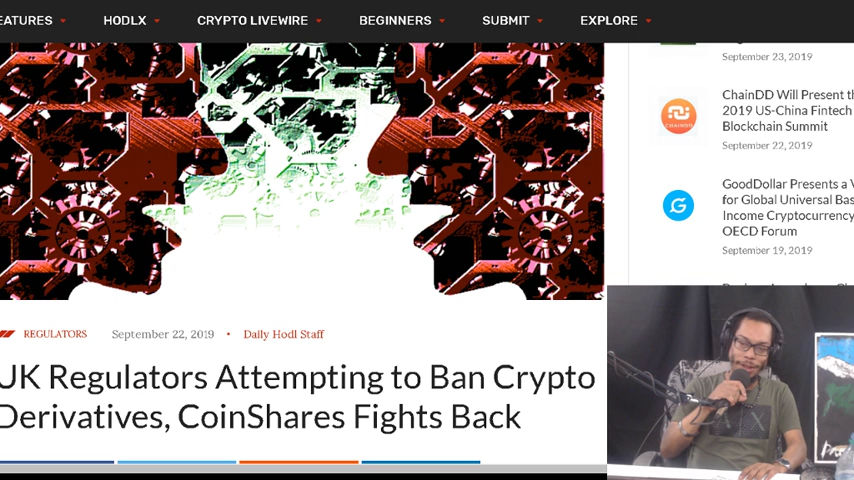 EATURES HODLX CRYPTO LIVEWIRE BEGINNERS SUBMIT EXPLORE
September 23, 2019
ChainDD Will Present th
2019 US-China Fintech
Blockchain Summit
September 22, 2019
GoodDollar Presents a V
for Global Universal Bas
Income Cryptocurrency
OECD Forum
September 19, 2019
REGULATORS September 22, 2019 • Daily Hodl Staff
UK Regulators Attempting to Ban Crypto
Derivatives, CoinShares Fights Back